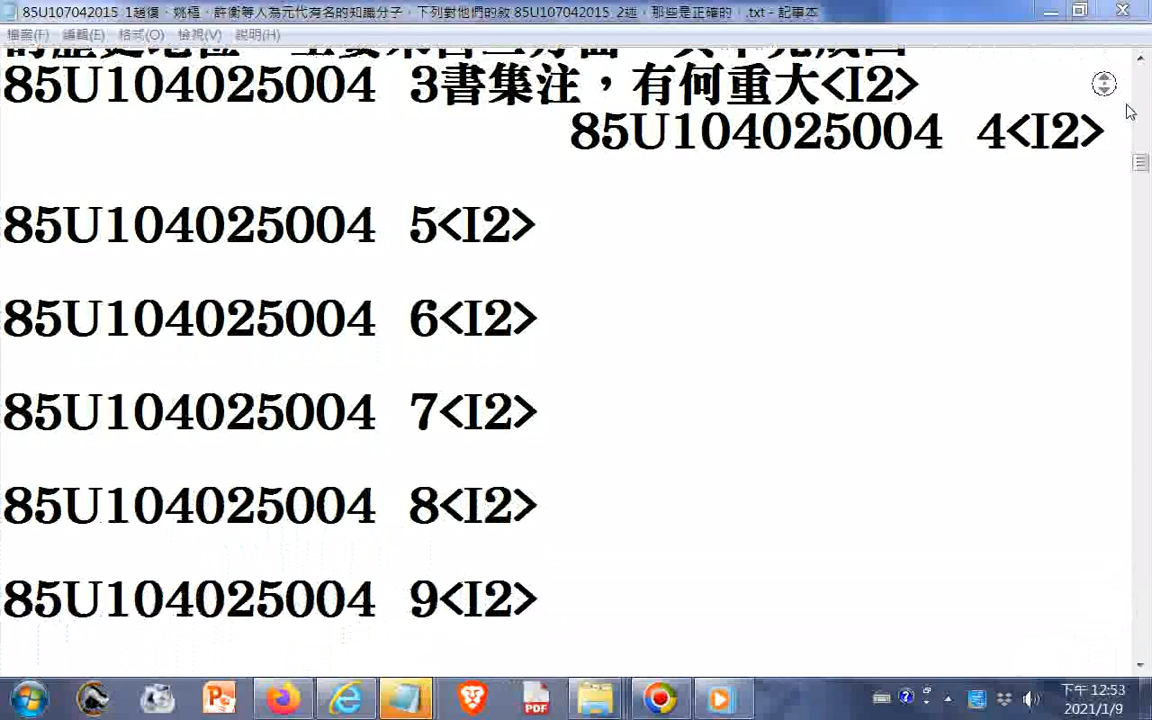 85U107042015 1趙復、姚樞、許衡等人為元代有名的知識分子，下列對他們的敘 85U107042015 2述，那些是正確的，.txt - 記事本
檔案(F) 編輯(E) 格式(O) 檢視(V) 說明(H)
85U104025004 3書集注，有何重大<I2>
85U104025004 4<I2>
85U104025004 5<I2>
85U104025004 6<I2>
85U104025004 7<I2>
85U104025004 8<I2>
85U104025004 9<I2>
PDF
下午 12:53
2021/1/9